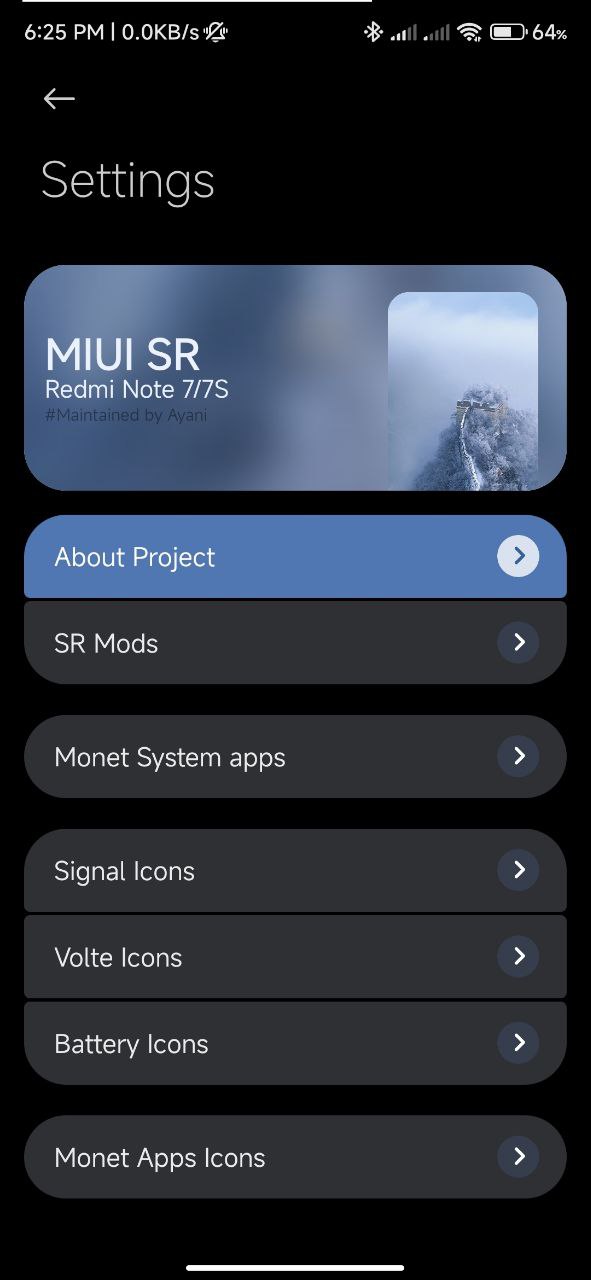 6:25 PM | 0.0KB/s 64%
Settings
MIUI SR
Redmi Note 7/7S
#Maintained by Ayani
About Project
SR Mods
Monet System apps
Signal Icons
Volte Icons
Battery Icons
Monet Apps Icons